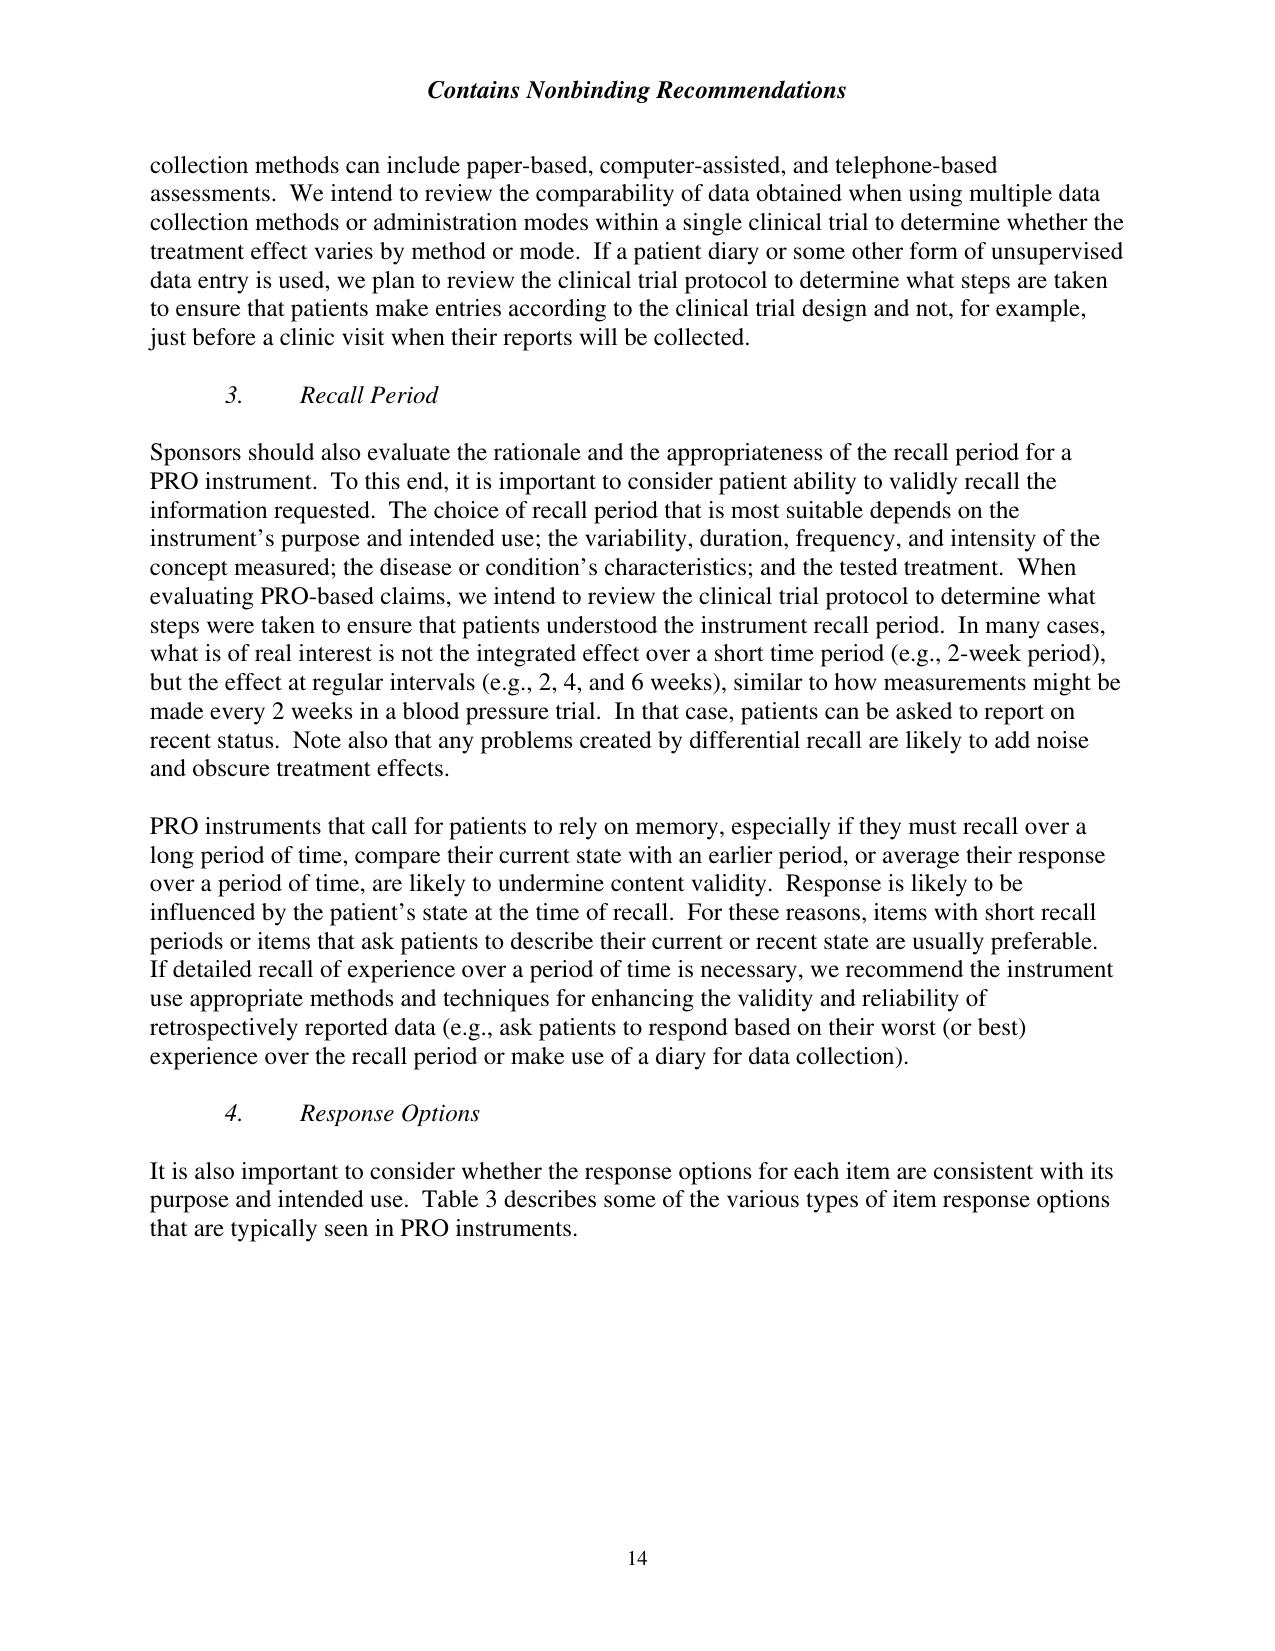 Contains Nonbinding Recommendations
collection methods can include paper-based, computer-assisted, and telephone-based
assessments.  We intend to review the comparability of data obtained when using multiple data
collection methods or administration modes within a single clinical trial to determine whether the
treatment effect varies by method or mode.  If a patient diary or some other form of unsupervised
data entry is used, we plan to review the clinical trial protocol to determine what steps are taken
to ensure that patients make entries according to the clinical trial design and not, for example,
just before a clinic visit when their reports will be collected.
3. Recall Period
Sponsors should also evaluate the rationale and the appropriateness of the recall period for a
PRO instrument.  To this end, it is important to consider patient ability to validly recall the
information requested.  The choice of recall period that is most suitable depends on the
instrument’s purpose and intended use; the variability, duration, frequency, and intensity of the
concept measured; the disease or condition’s characteristics; and the tested treatment.  When
evaluating PRO-based claims, we intend to review the clinical trial protocol to determine what
steps were taken to ensure that patients understood the instrument recall period.  In many cases,
what is of real interest is not the integrated effect over a short time period (e.g., 2-week period),
but the effect at regular intervals (e.g., 2, 4, and 6 weeks), similar to how measurements might be
made every 2 weeks in a blood pressure trial.  In that case, patients can be asked to report on
recent status.  Note also that any problems created by differential recall are likely to add noise
and obscure treatment effects.
PRO instruments that call for patients to rely on memory, especially if they must recall over a
long period of time, compare their current state with an earlier period, or average their response
over a period of time, are likely to undermine content validity.  Response is likely to be
influenced by the patient’s state at the time of recall.  For these reasons, items with short recall
periods or items that ask patients to describe their current or recent state are usually preferable.
If detailed recall of experience over a period of time is necessary, we recommend the instrument
use appropriate methods and techniques for enhancing the validity and reliability of
retrospectively reported data (e.g., ask patients to respond based on their worst (or best)
experience over the recall period or make use of a diary for data collection).
4. Response Options
It is also important to consider whether the response options for each item are consistent with its
purpose and intended use.  Table 3 describes some of the various types of item response options
that are typically seen in PRO instruments.
14